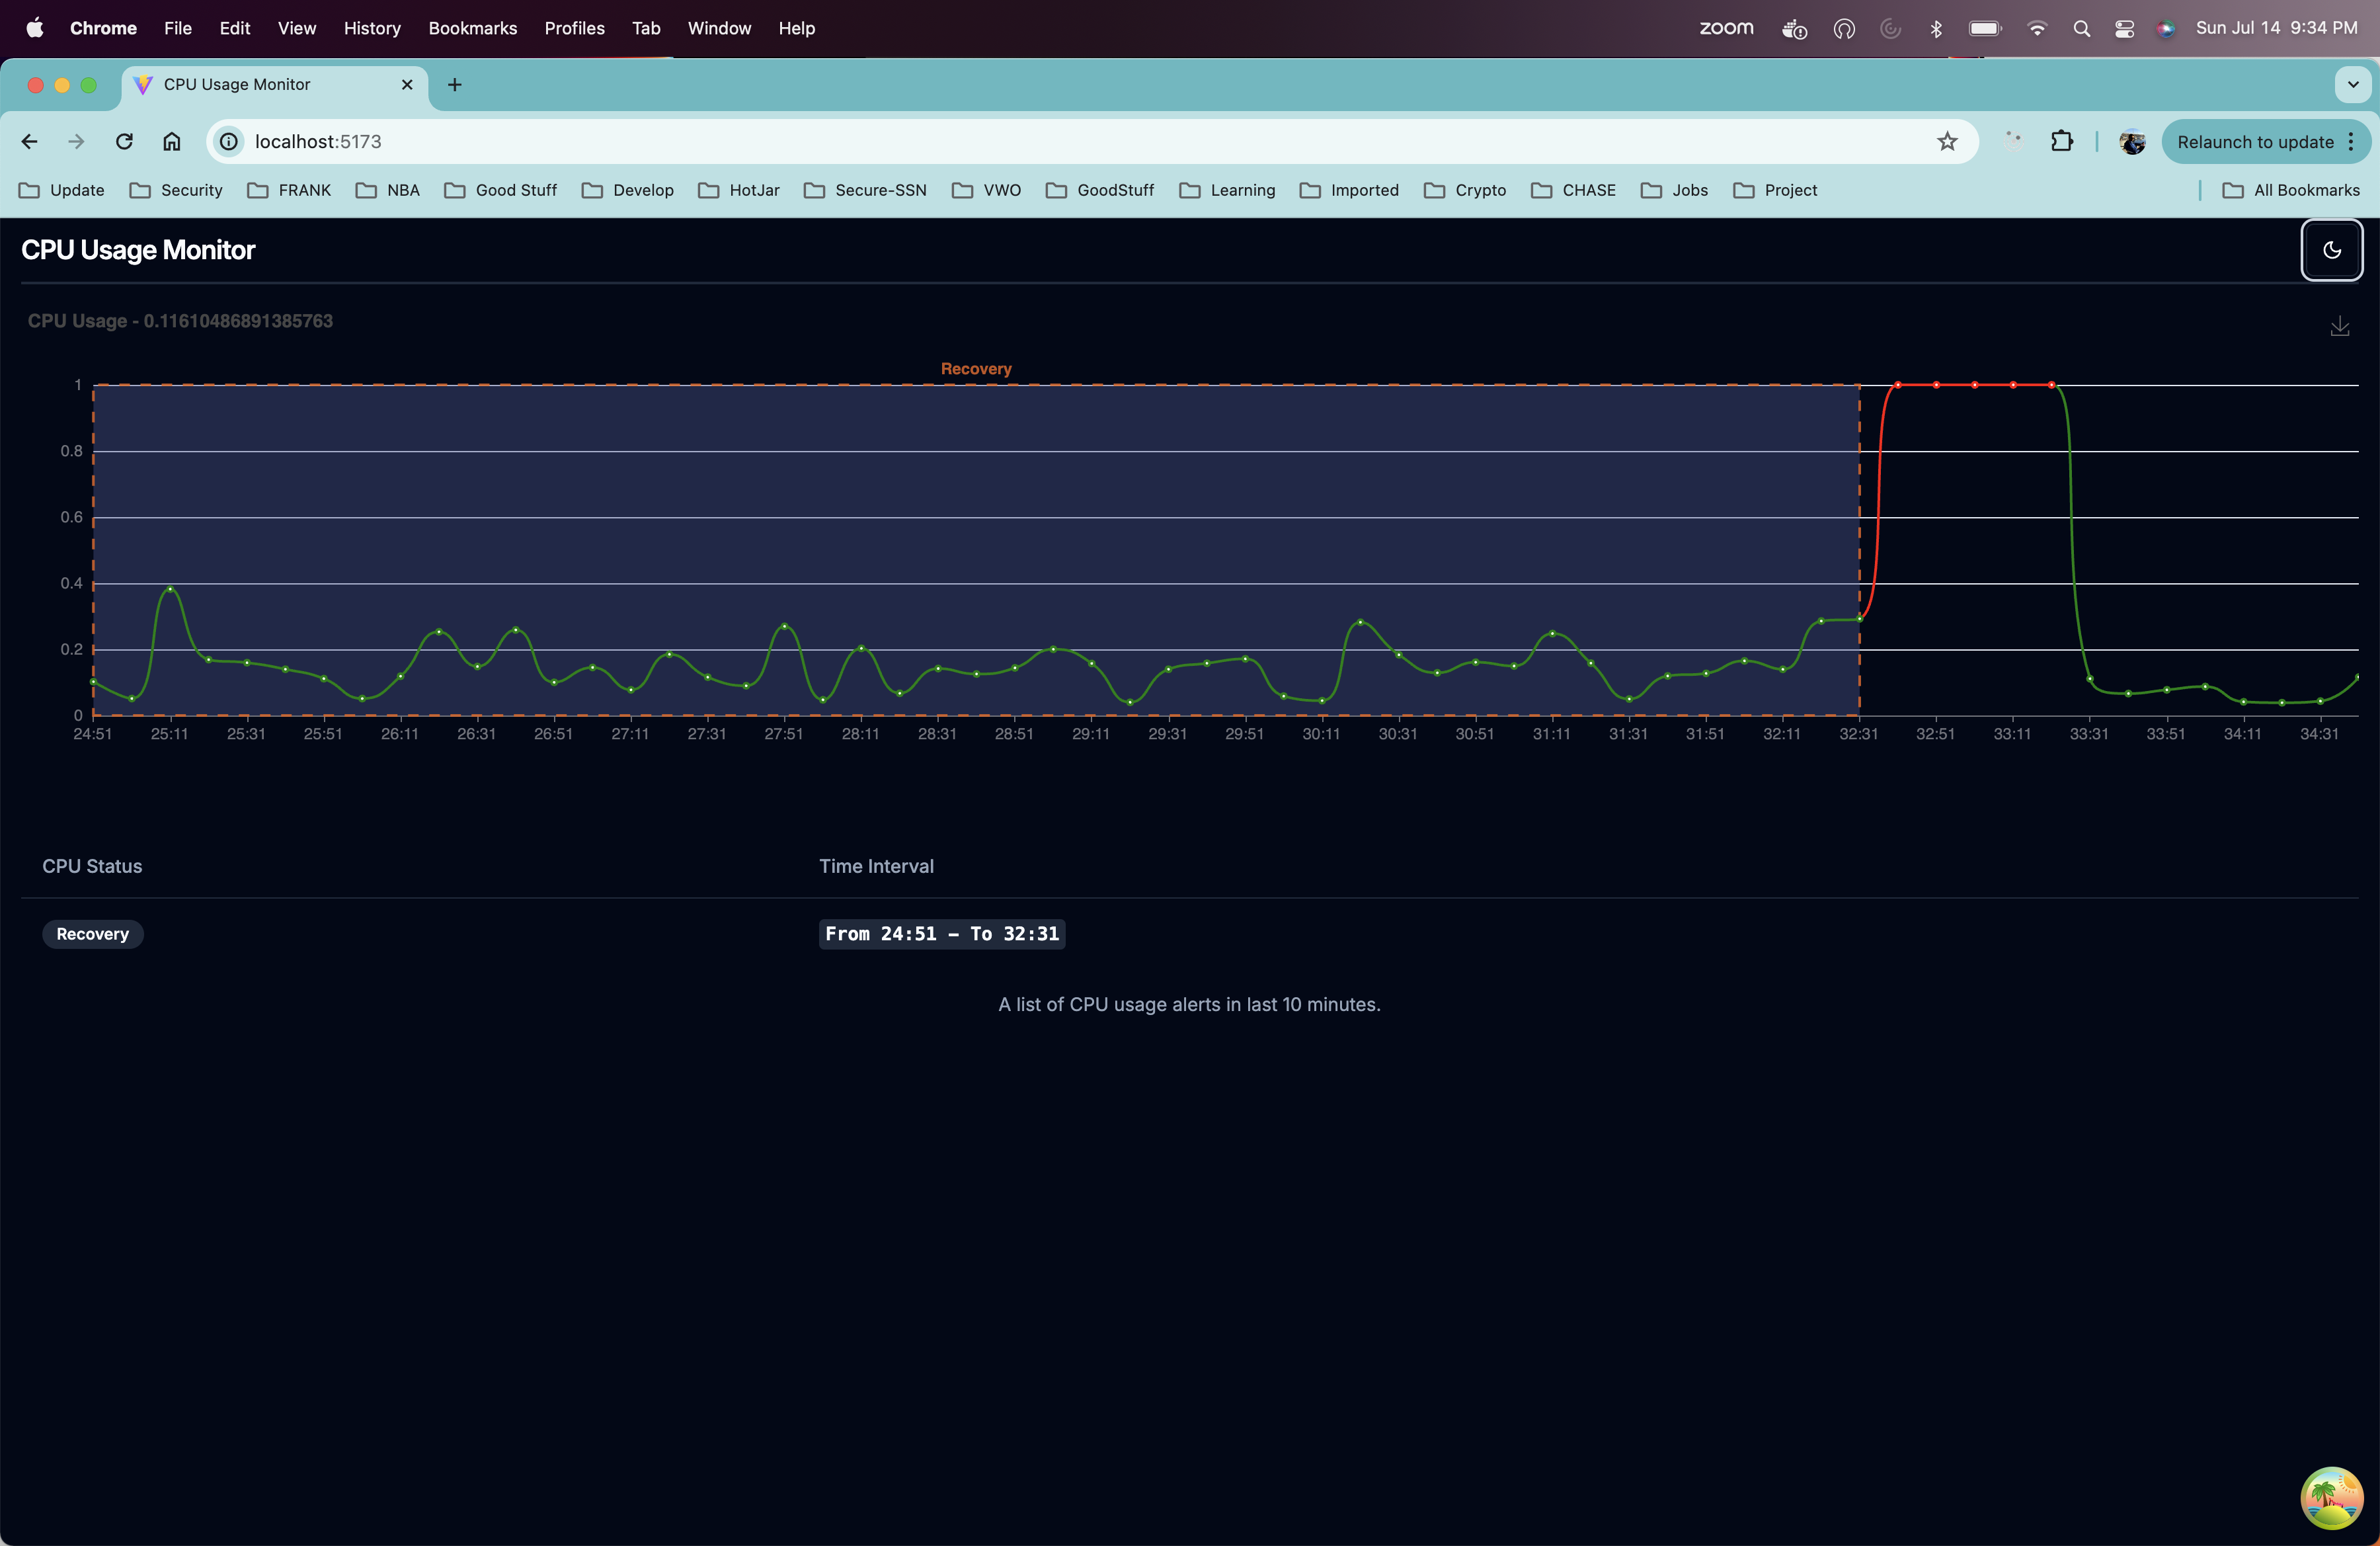 Chrome File Edit View History Bookmarks Profiles Tab Window Help zoom Sun Jul 14 9:34 PM
CPU Usage Monitor
localhost:5173 Relaunch to update
Update Security FRANK NBA Good Stuff Develop HotJar Secure-SSN VWO GoodStuff Learning Imported Crypto CHASE Jobs Project All Bookmarks
CPU Usage Monitor
CPU Usage - 0.11610486891385763
Recovery
1
0.8
0.6
0.4
0.2
0
24:51 25:11 25:31 25:51 26:11 26:31 26:51 27:11 27:31 27:51 28:11 28:31 28:51 29:11 29:31 29:51 30:11 30:31 30:51 31:11 31:31 31:51 32:11 32:31 32:51 33:11 33:31 33:51 34:11 34:31
CPU Status Time Interval
Recovery From 24:51 - To 32:31
A list of CPU usage alerts in last 10 minutes.